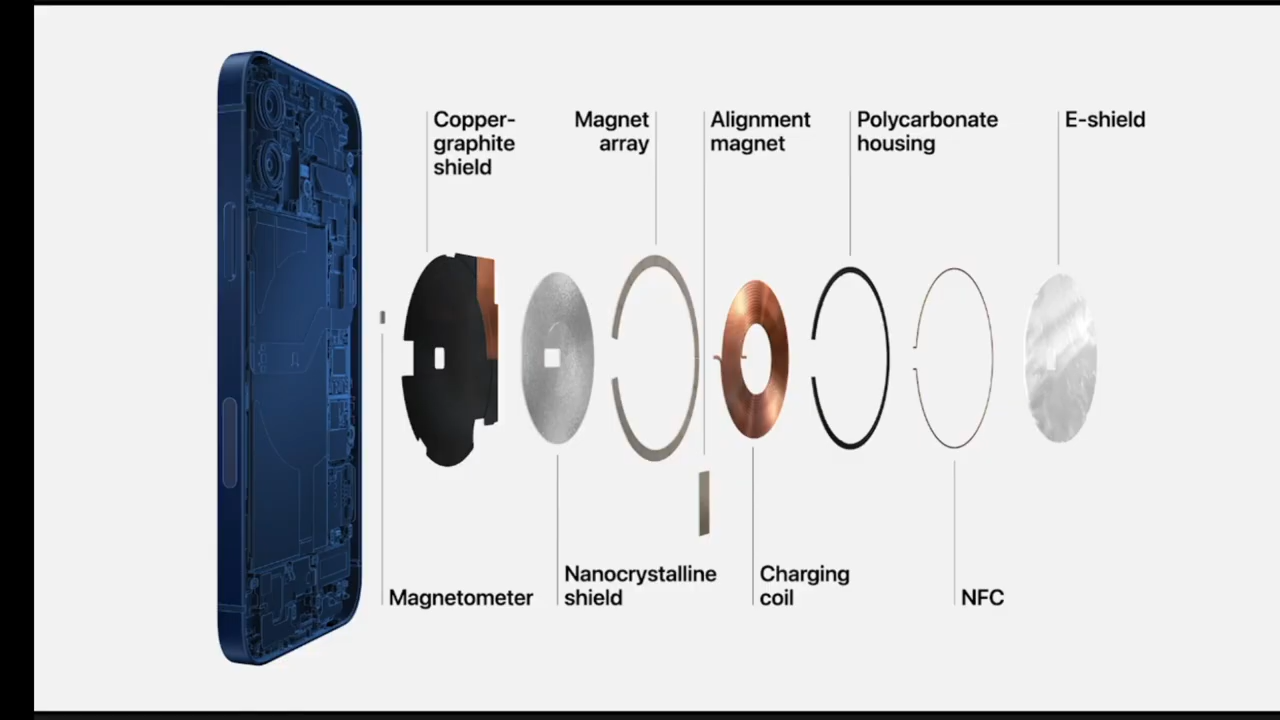 Copper-
graphite
shield
Magnet
array
Alignment
magnet
Polycarbonate
housing
E-shield
Magnetometer
Nanocrystalline
shield
Charging
coil
NFC